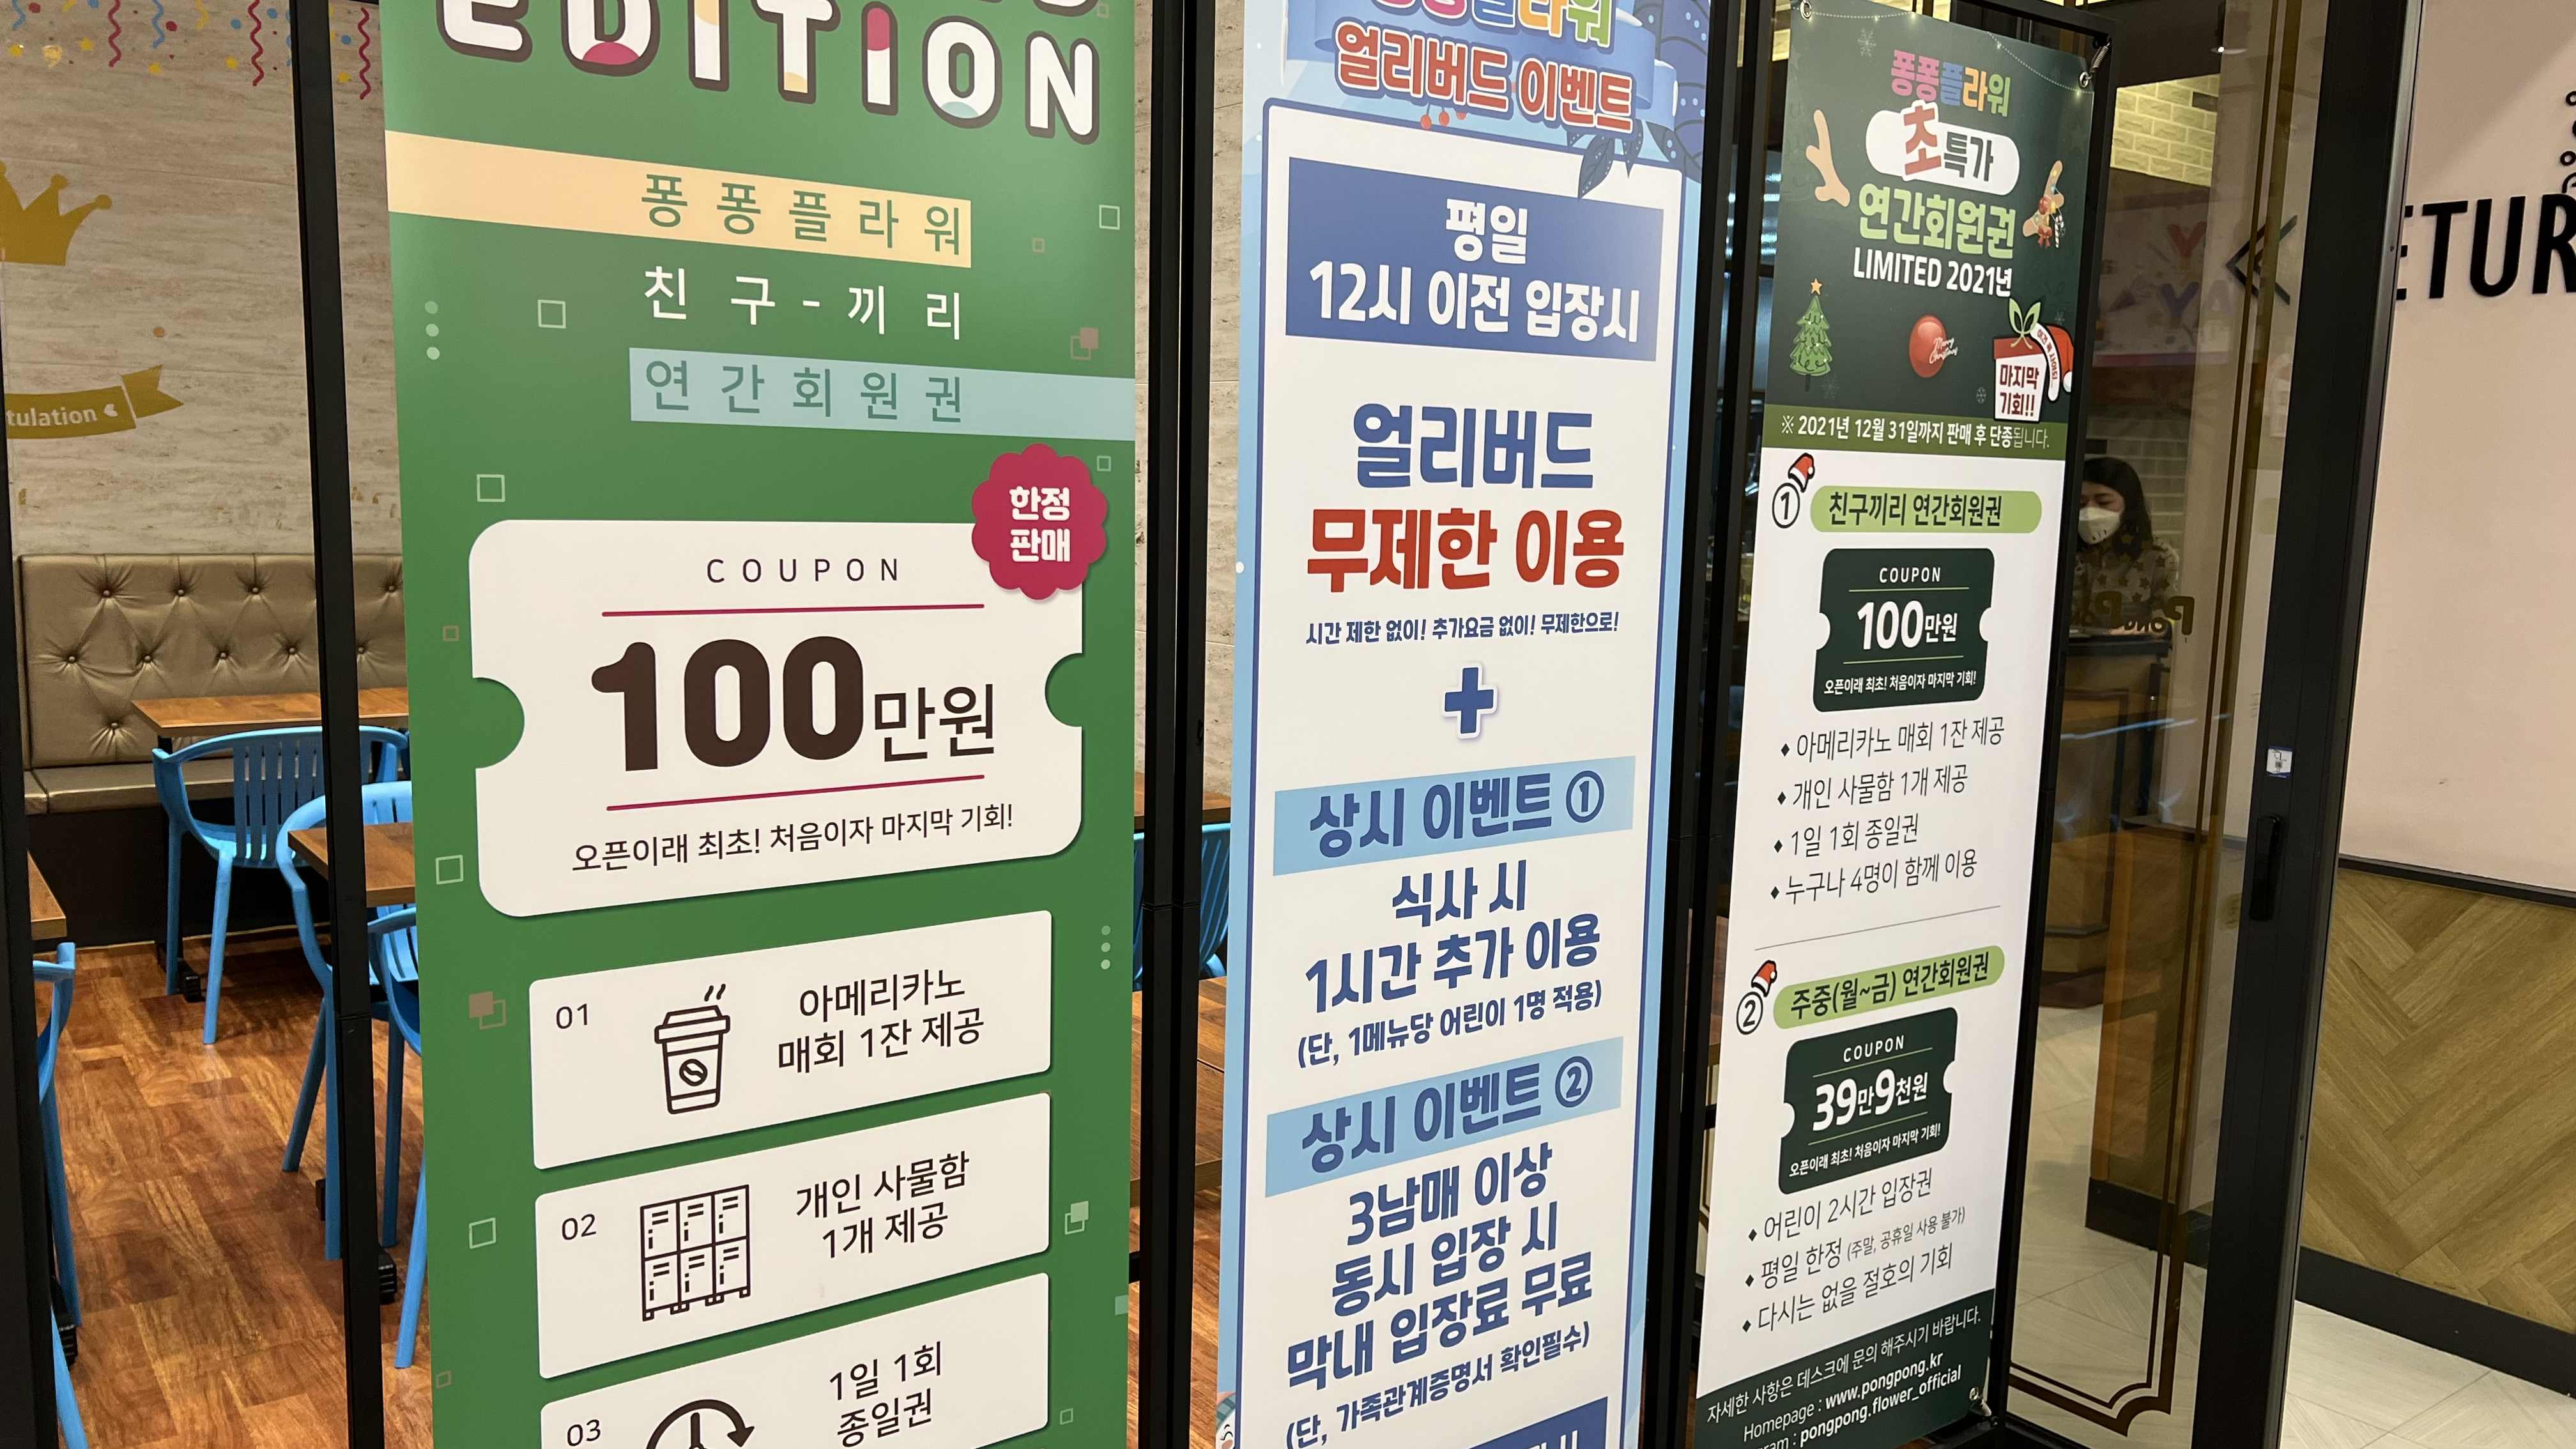 EDITION
퐁퐁플라워
친구-끼리
연간회원권
한정
판매
COUPON
100만원
오픈이래 최초! 처음이자 마지막 기회!
01
아메리카노
매회 1잔 제공
02
개인 사물함
1개 제공
03
1일 1회
종일권
tulation
퐁퐁플라워
얼리버드 이벤트
평일
12시 이전 입장시
얼리버드
무제한 이용
시간 제한 없이! 추가요금 없이! 무제한으로!
+
상시 이벤트 ①
식사 시
1시간 추가 이용
(단, 1메뉴당 어린이 1명 적용)
상시 이벤트 ②
3남매 이상
동시 입장 시
막내 입장료 무료
(단, 가족관계증명서 확인필수)
퐁퐁플라워
초특가
연간회원권
LIMITED 2021년
Merry
Christmas
마지막
기회!!
※ 2021년 12월 31일까지 판매 후 단종됩니다.
① 친구끼리 연간회원권
COUPON
100만원
오픈이래 최초! 처음이자 마지막 기회!
♦ 아메리카노 매회 1잔 제공
♦ 개인 사물함 1개 제공
♦ 1일 1회 종일권
♦ 누구나 4명이 함께 이용
② 주중(월~금) 연간회원권
COUPON
39만9천원
오픈이래 최초! 처음이자 마지막 기회!
♦ 어린이 2시간 입장권
♦ 평일 한정 (주말, 공휴일 사용 불가)
♦ 다시는 없을 절호의 기회
자세한 사항은 데스크에 문의 해주시기 바랍니다.
Homepage : www.pongpong.kr
ram : pongpong.flower_official
ETUR